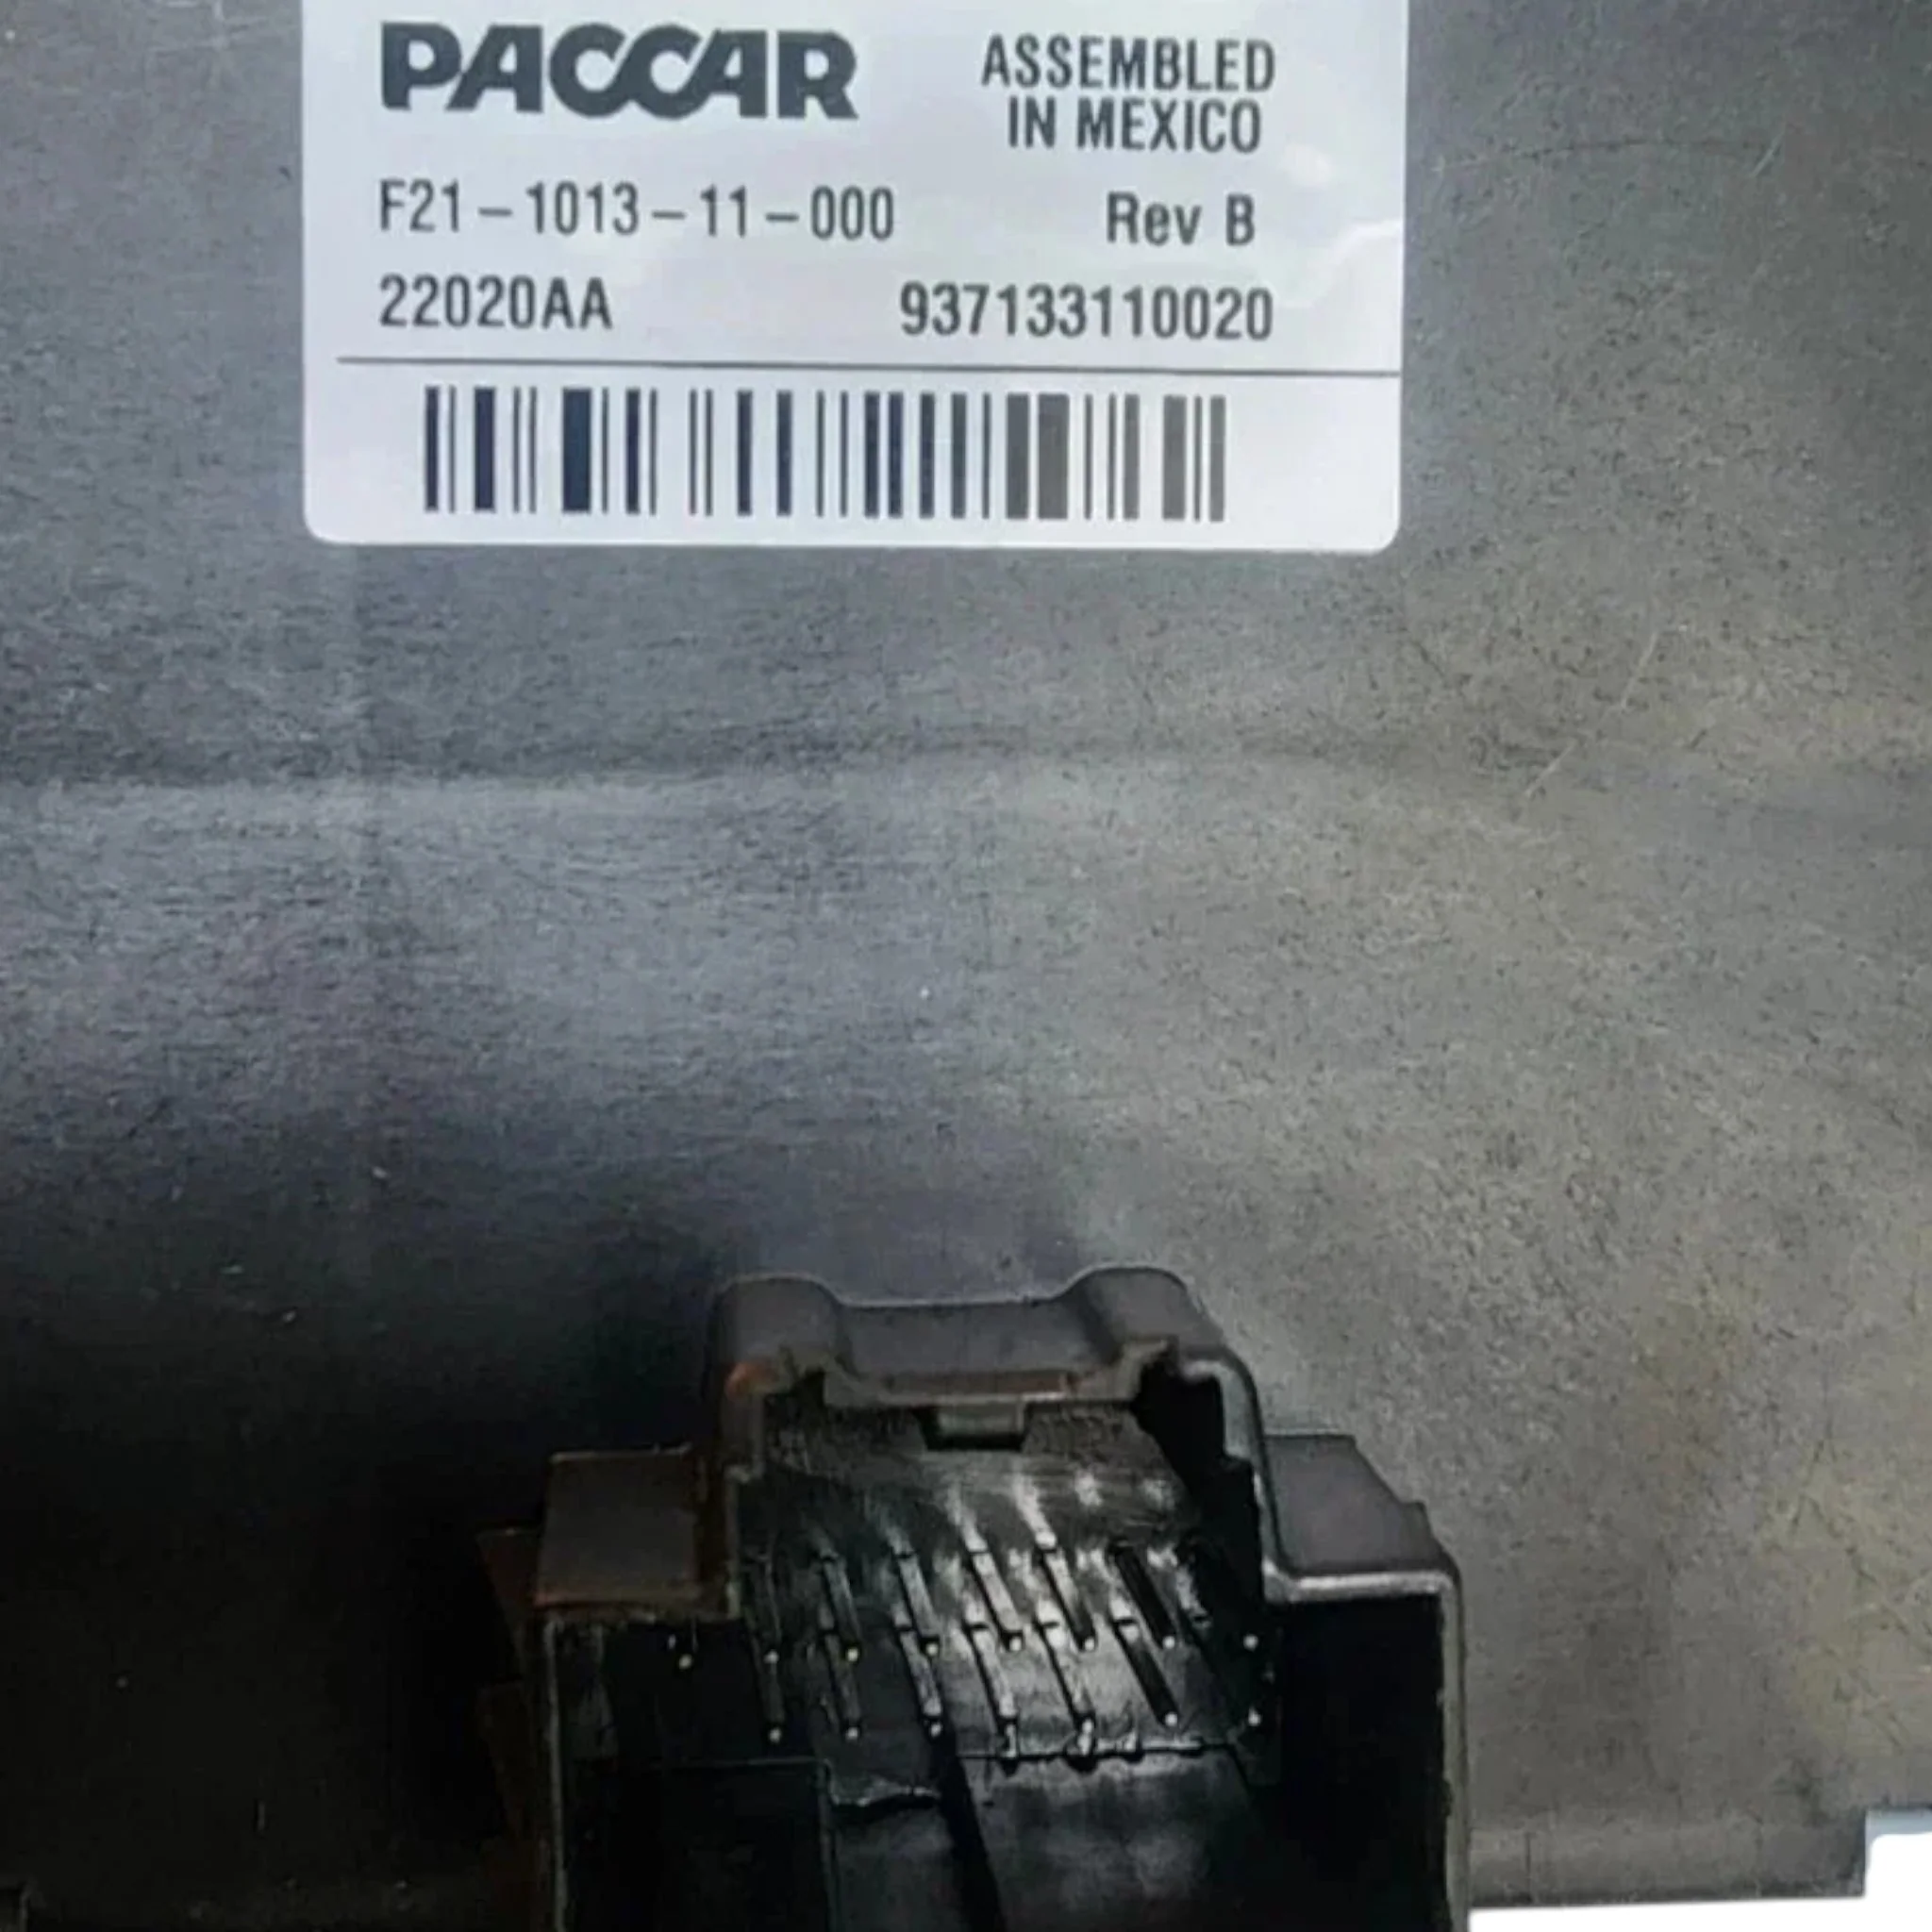 PACCAR
ASSEMBLED
IN MEXICO
F21-1013-11-000 Rev B
22020AA 937133110020